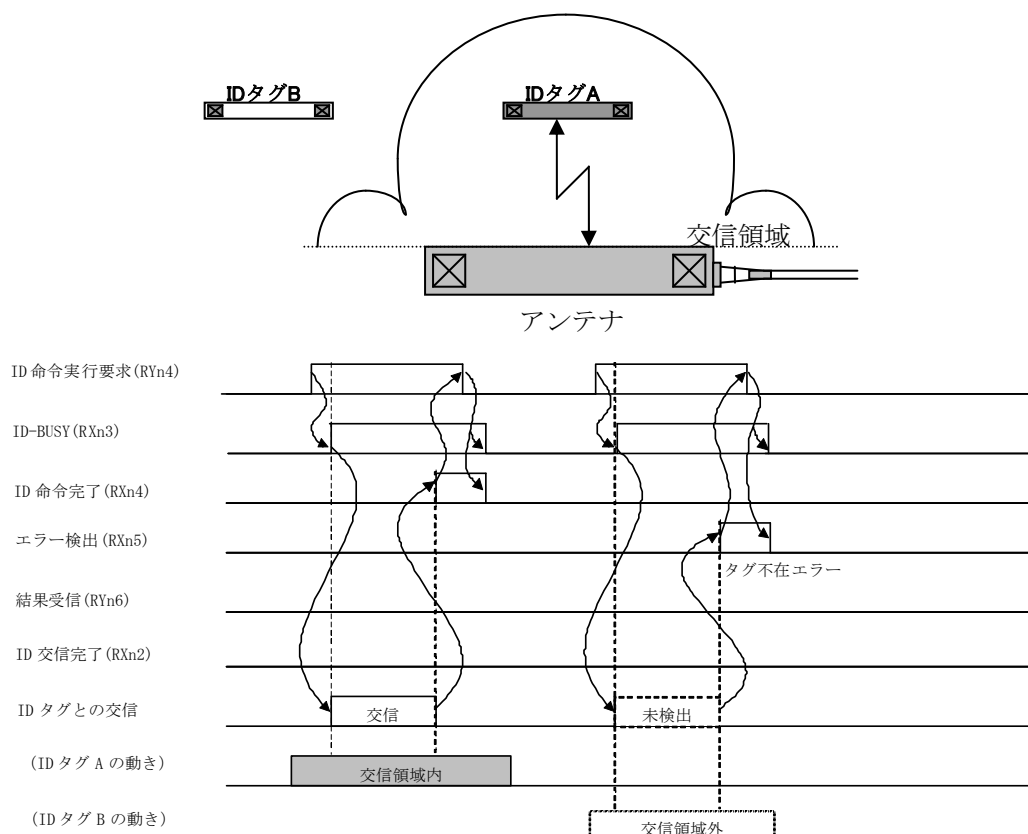 IDタグB
IDタグA
交信領域
アンテナ
ID 命令実行要求(RYn4)
ID-BUSY(RXn3)
ID 命令完了(RXn4)
エラー検出(RXn5)
タグ不在エラー
結果受信(RYn6)
ID 交信完了(RXn2)
ID タグとの交信
交信
未検出
(ID タグ A の動き)
交信領域内
(ID タグ B の動き)
交信領域外